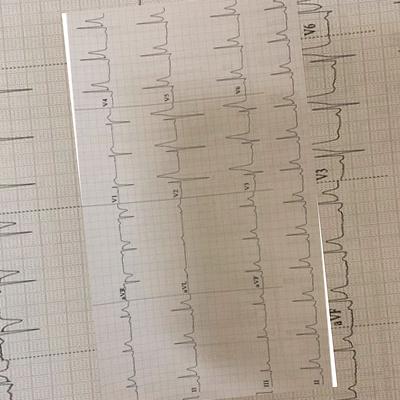 aVR V1 V4
II aVL V2 V5
III aVF V3 V6
II
aVF V3 V6